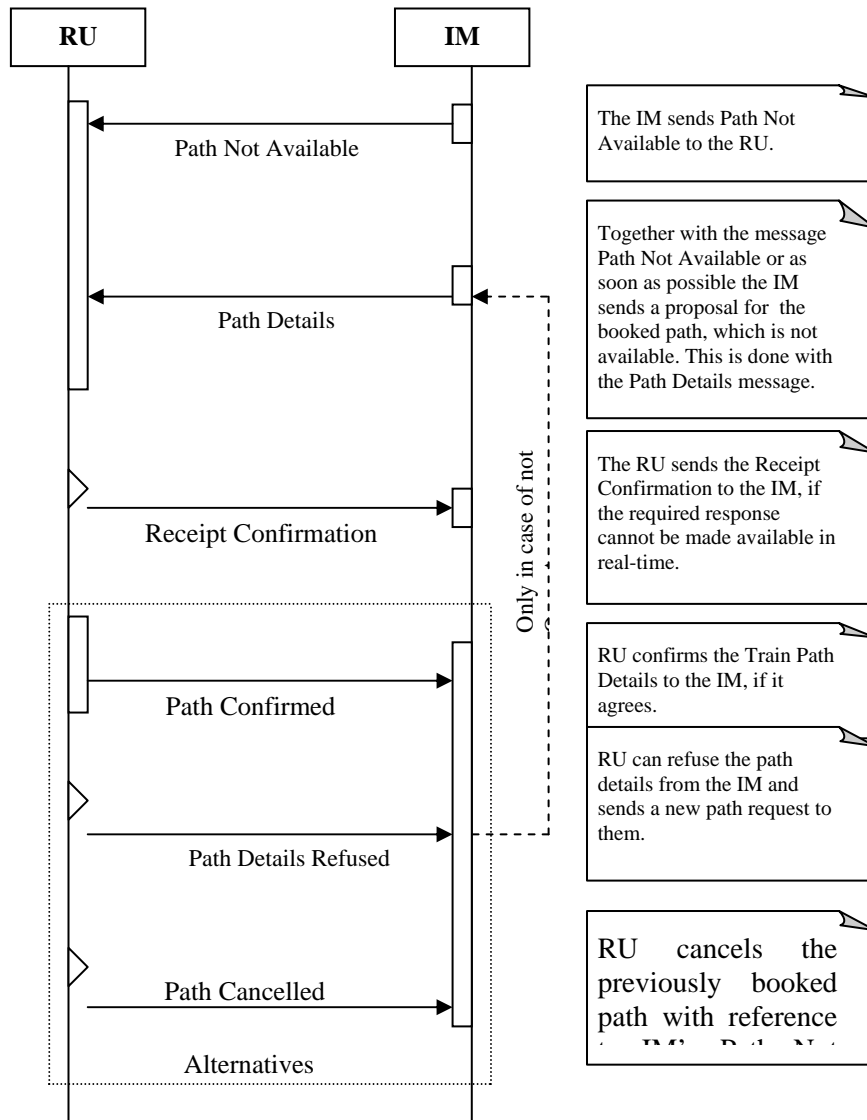 RU
IM
Path Not Available
The IM sends Path Not
Available to the RU.
Path Details
Together with the message
Path Not Available or as
soon as possible the IM
sends a proposal for the
booked path, which is not
available. This is done with
the Path Details message.
Receipt Confirmation
The RU sends the Receipt
Confirmation to the IM, if
the required response
cannot be made available in
real-time.
Only in case of not
Path Confirmed
RU confirms the Train Path
Details to the IM, if it
agrees.
Path Details Refused
RU can refuse the path
details from the IM and
sends a new path request to
them.
Path Cancelled
RU cancels the
previously booked
path with reference
Alternatives